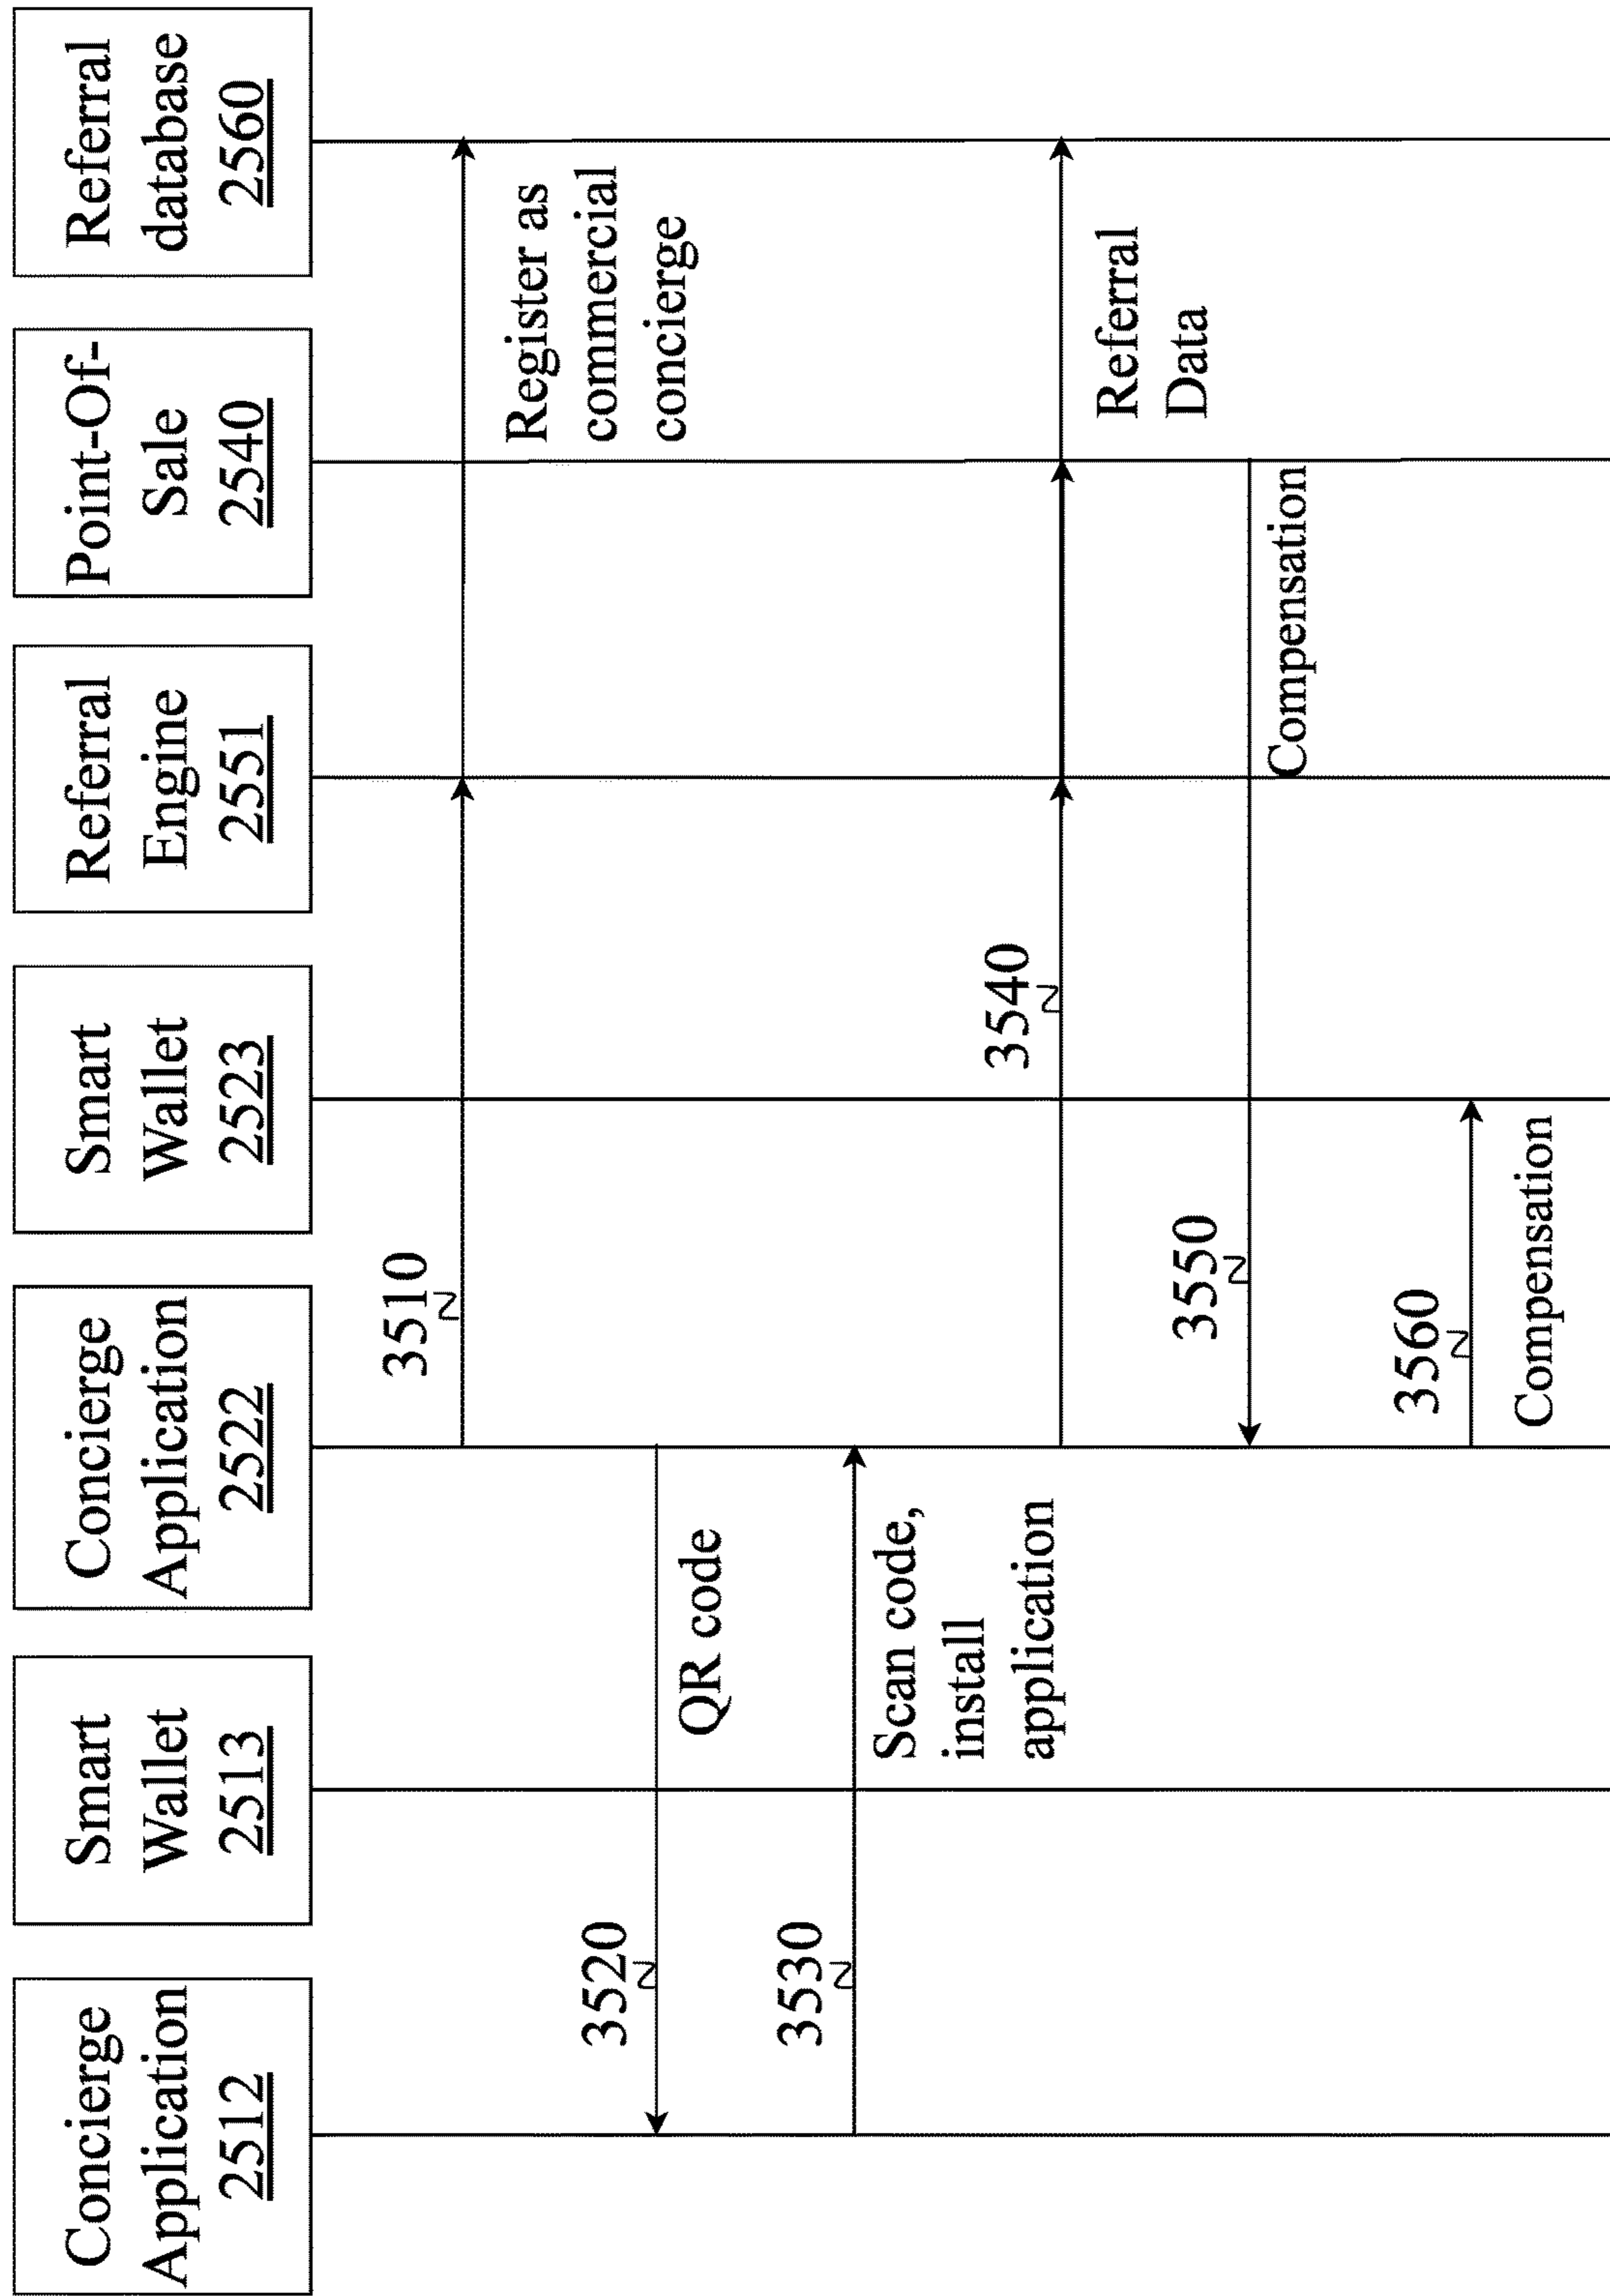 Concierge
Application
2512
Smart
Wallet
2513
Concierge
Application
2522
Smart
Wallet
2523
Referral
Engine
2551
Point-Of-
Sale
2540
Referral
database
2560
3510
Register as
commercial
concierge
3520
QR code
3530
Scan code,
install
application
3540
Referral
Data
3550
Compensation
3560
Compensation